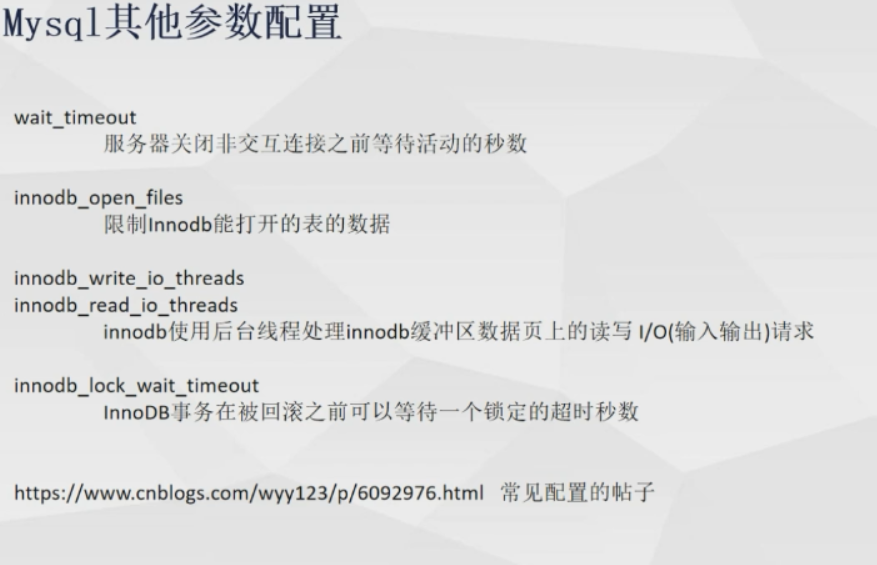 Mysql其他参数配置
wait_timeout
服务器关闭非交互连接之前等待活动的秒数
innodb_open_files
限制Innodb能打开的表的数据
innodb_write_io_threads
innodb_read_io_threads
innodb使用后台线程处理innodb缓冲区数据页上的读写 I/O(输入输出)请求
innodb_lock_wait_timeout
InnoDB事务在被回滚之前可以等待一个锁定的超时秒数
https://www.cnblogs.com/wyy123/p/6092976.html 常见配置的帖子